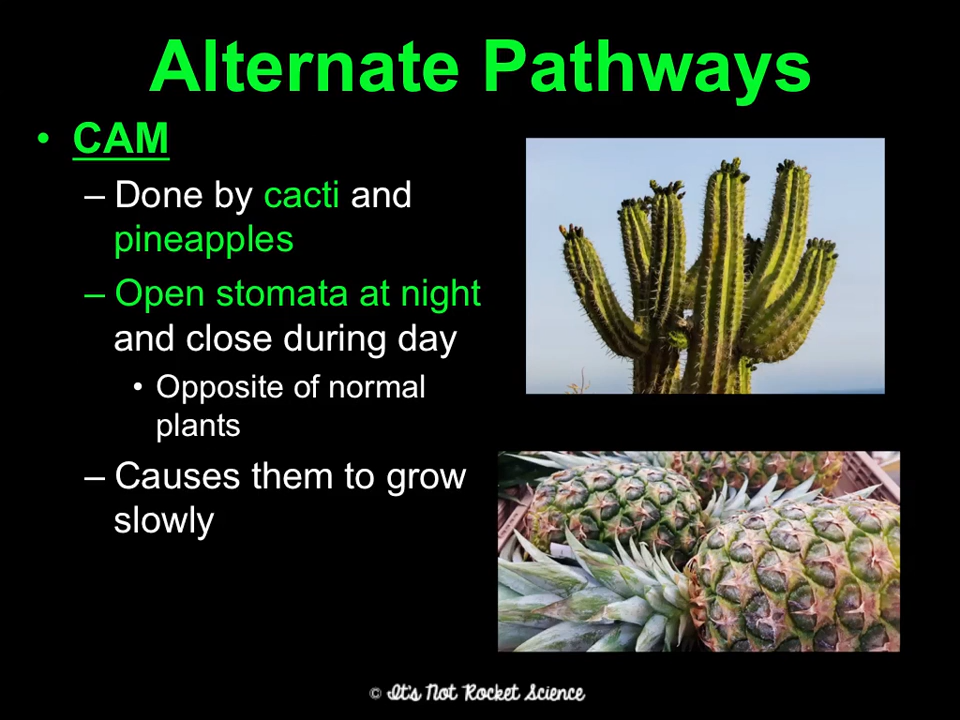 Alternate Pathways
• CAM
– Done by cacti and
pineapples
– Open stomata at night
and close during day
• Opposite of normal
plants
– Causes them to grow
slowly
© It's Not Rocket Science